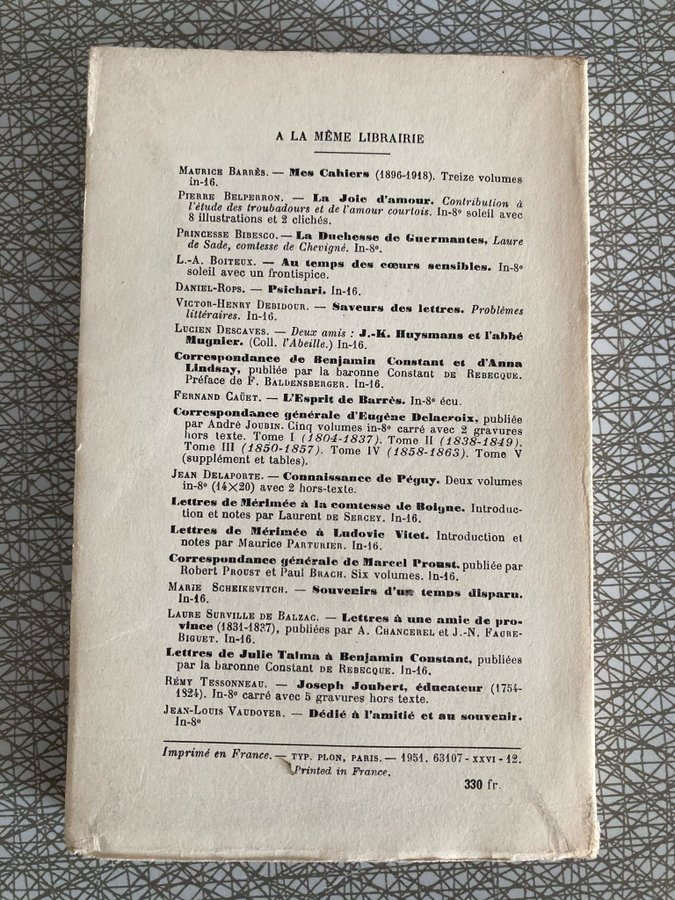 A LA MÊME LIBRAIRIE
MAURICE BARRÈS. — Mes Cahiers (1896-1918). Treize volumes
in-16.
PIERRE BELPERRON. — La Joie d'amour. Contribution à
l'étude des troubadours et de l'amour courtois. In-8º soleil avec
8 illustrations et 2 clichés.
PRINCESSE BIBESCO. — La Duchesse de Guermantes, Laure
de Sade, comtesse de Chevigné. In-8º.
L.-A. BOITEUX. — Au temps des cœurs sensibles. In-8º
soleil avec un frontispice.
DANIEL-ROPS. — Psichari. In-16.
VICTOR-HENRY DEBIDOUR. — Saveurs des lettres. Problèmes
littéraires. In-16.
LUCIEN DESCAVES. — Deux amis : J.-K. Huysmans et l'abbé
Mugnier. (Coll. l'Abeille.) In-16.
Correspondance de Benjamin Constant et d'Anna
Lindsay, publiée par la baronne Constant DE REBECQUE.
Préface de F. BALDENSBERGER. In-16.
FERNAND CAÜET. — L'Esprit de Barrès. In-8º écu.
Correspondance générale d'Eugène Delacroix, publiée
par André JOUBIN. Cinq volumes in-8º carré avec 2 gravures
hors texte. Tome I (1804-1837). Tome II (1838-1849).
Tome III (1850-1857). Tome IV (1858-1863). Tome V
(supplément et tables).
JEAN DELAPORTE. — Connaissance de Péguy. Deux volumes
in-8º (14×20) avec 2 hors-texte.
Lettres de Mérimée à la comtesse de Boigne. Introduc-
tion et notes par Laurent DE SERCEY. In-16.
Lettres de Mérimée à Ludovic Vitet. Introduction et
notes par Maurice PARTURIER. In-16.
Correspondance générale de Marcel Proust, publiée par
Robert PROUST et Paul BRACH. Six volumes. In-16.
MARIE SCHEIKEVITCH. — Souvenirs d'un temps disparu.
In-16.
LAURE SURVILLE DE BALZAC. — Lettres à une amie de pro-
vince (1831-1837), publiées par A. CHANCEREL et J.-N. FAURE-
BIGUET. In-16.
Lettres de Julie Talma à Benjamin Constant, publiées
par la baronne Constant DE REBECQUE. In-16.
RÉMY TESSONNEAU. — Joseph Joubert, éducateur (1754-
1824). In-8º carré avec 5 gravures hors texte.
JEAN-LOUIS VAUDOYER. — Dédié à l'amitié et au souvenir.
In-8º
Imprimé en France. — TYP. PLON, PARIS. — 1951. 63107-XXVI-12.
Printed in France.
330 fr.